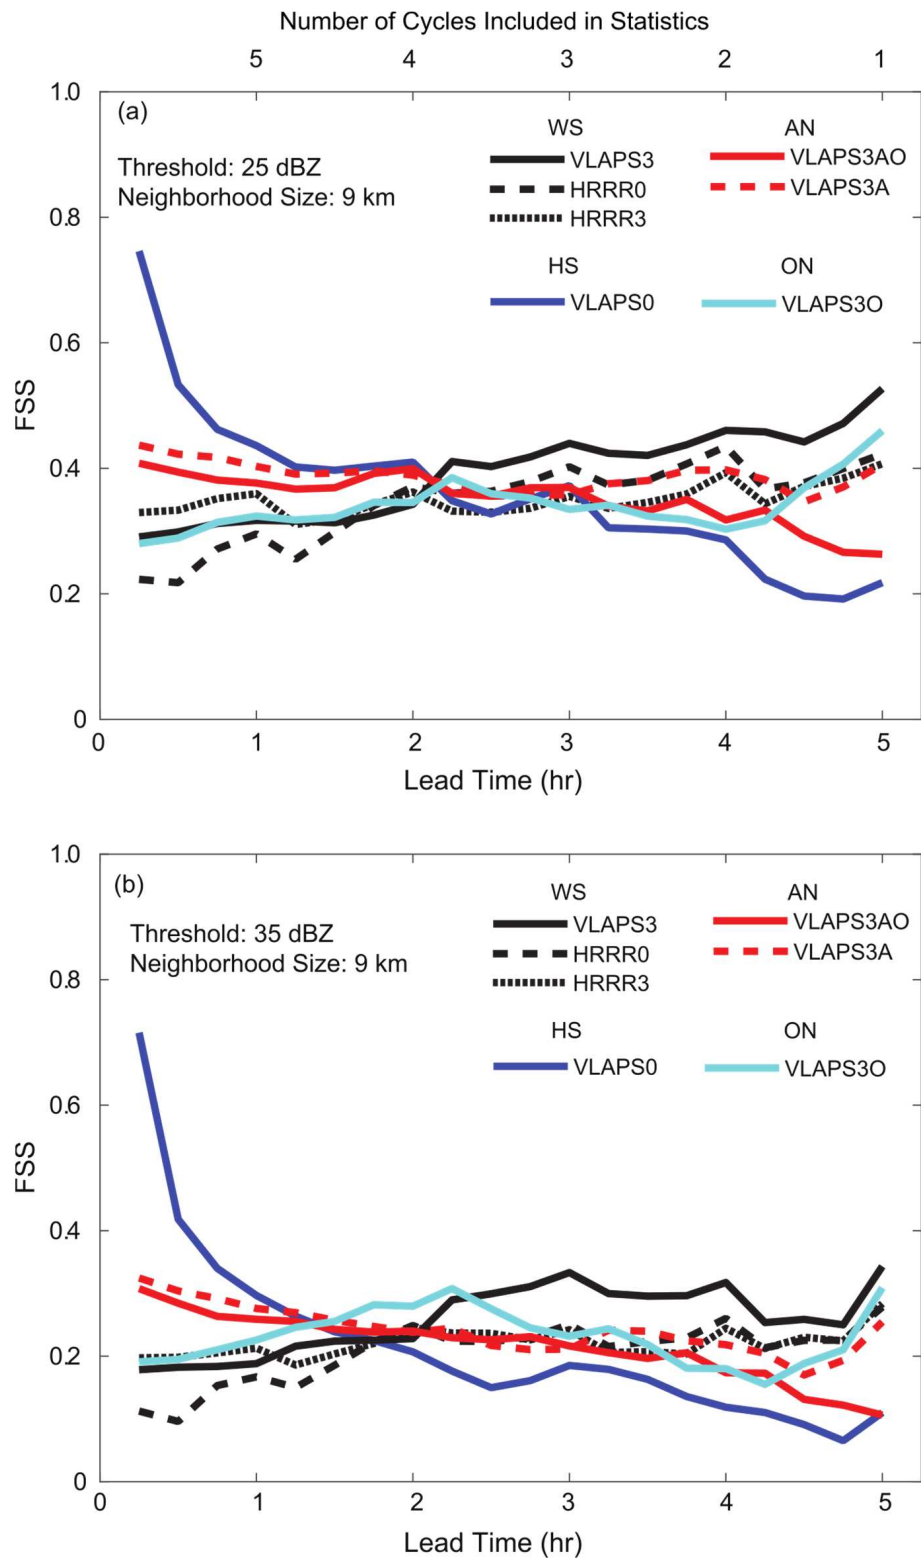 Number of Cycles Included in Statistics
5 4 3 2 1
1.0
(a)
WS AN
Threshold: 25 dBZ
Neighborhood Size: 9 km
VLAPS3 VLAPS3AO
HRRR0 VLAPS3A
HRRR3
0.8
HS ON
VLAPS0 VLAPS3O
0.6
FSS
0.4
0.2
0
0 1 2 3 4 5
Lead Time (hr)
1.0
(b)
WS AN
Threshold: 35 dBZ
Neighborhood Size: 9 km
VLAPS3 VLAPS3AO
HRRR0 VLAPS3A
HRRR3
0.8
HS ON
VLAPS0 VLAPS3O
0.6
FSS
0.4
0.2
0
0 1 2 3 4 5
Lead Time (hr)